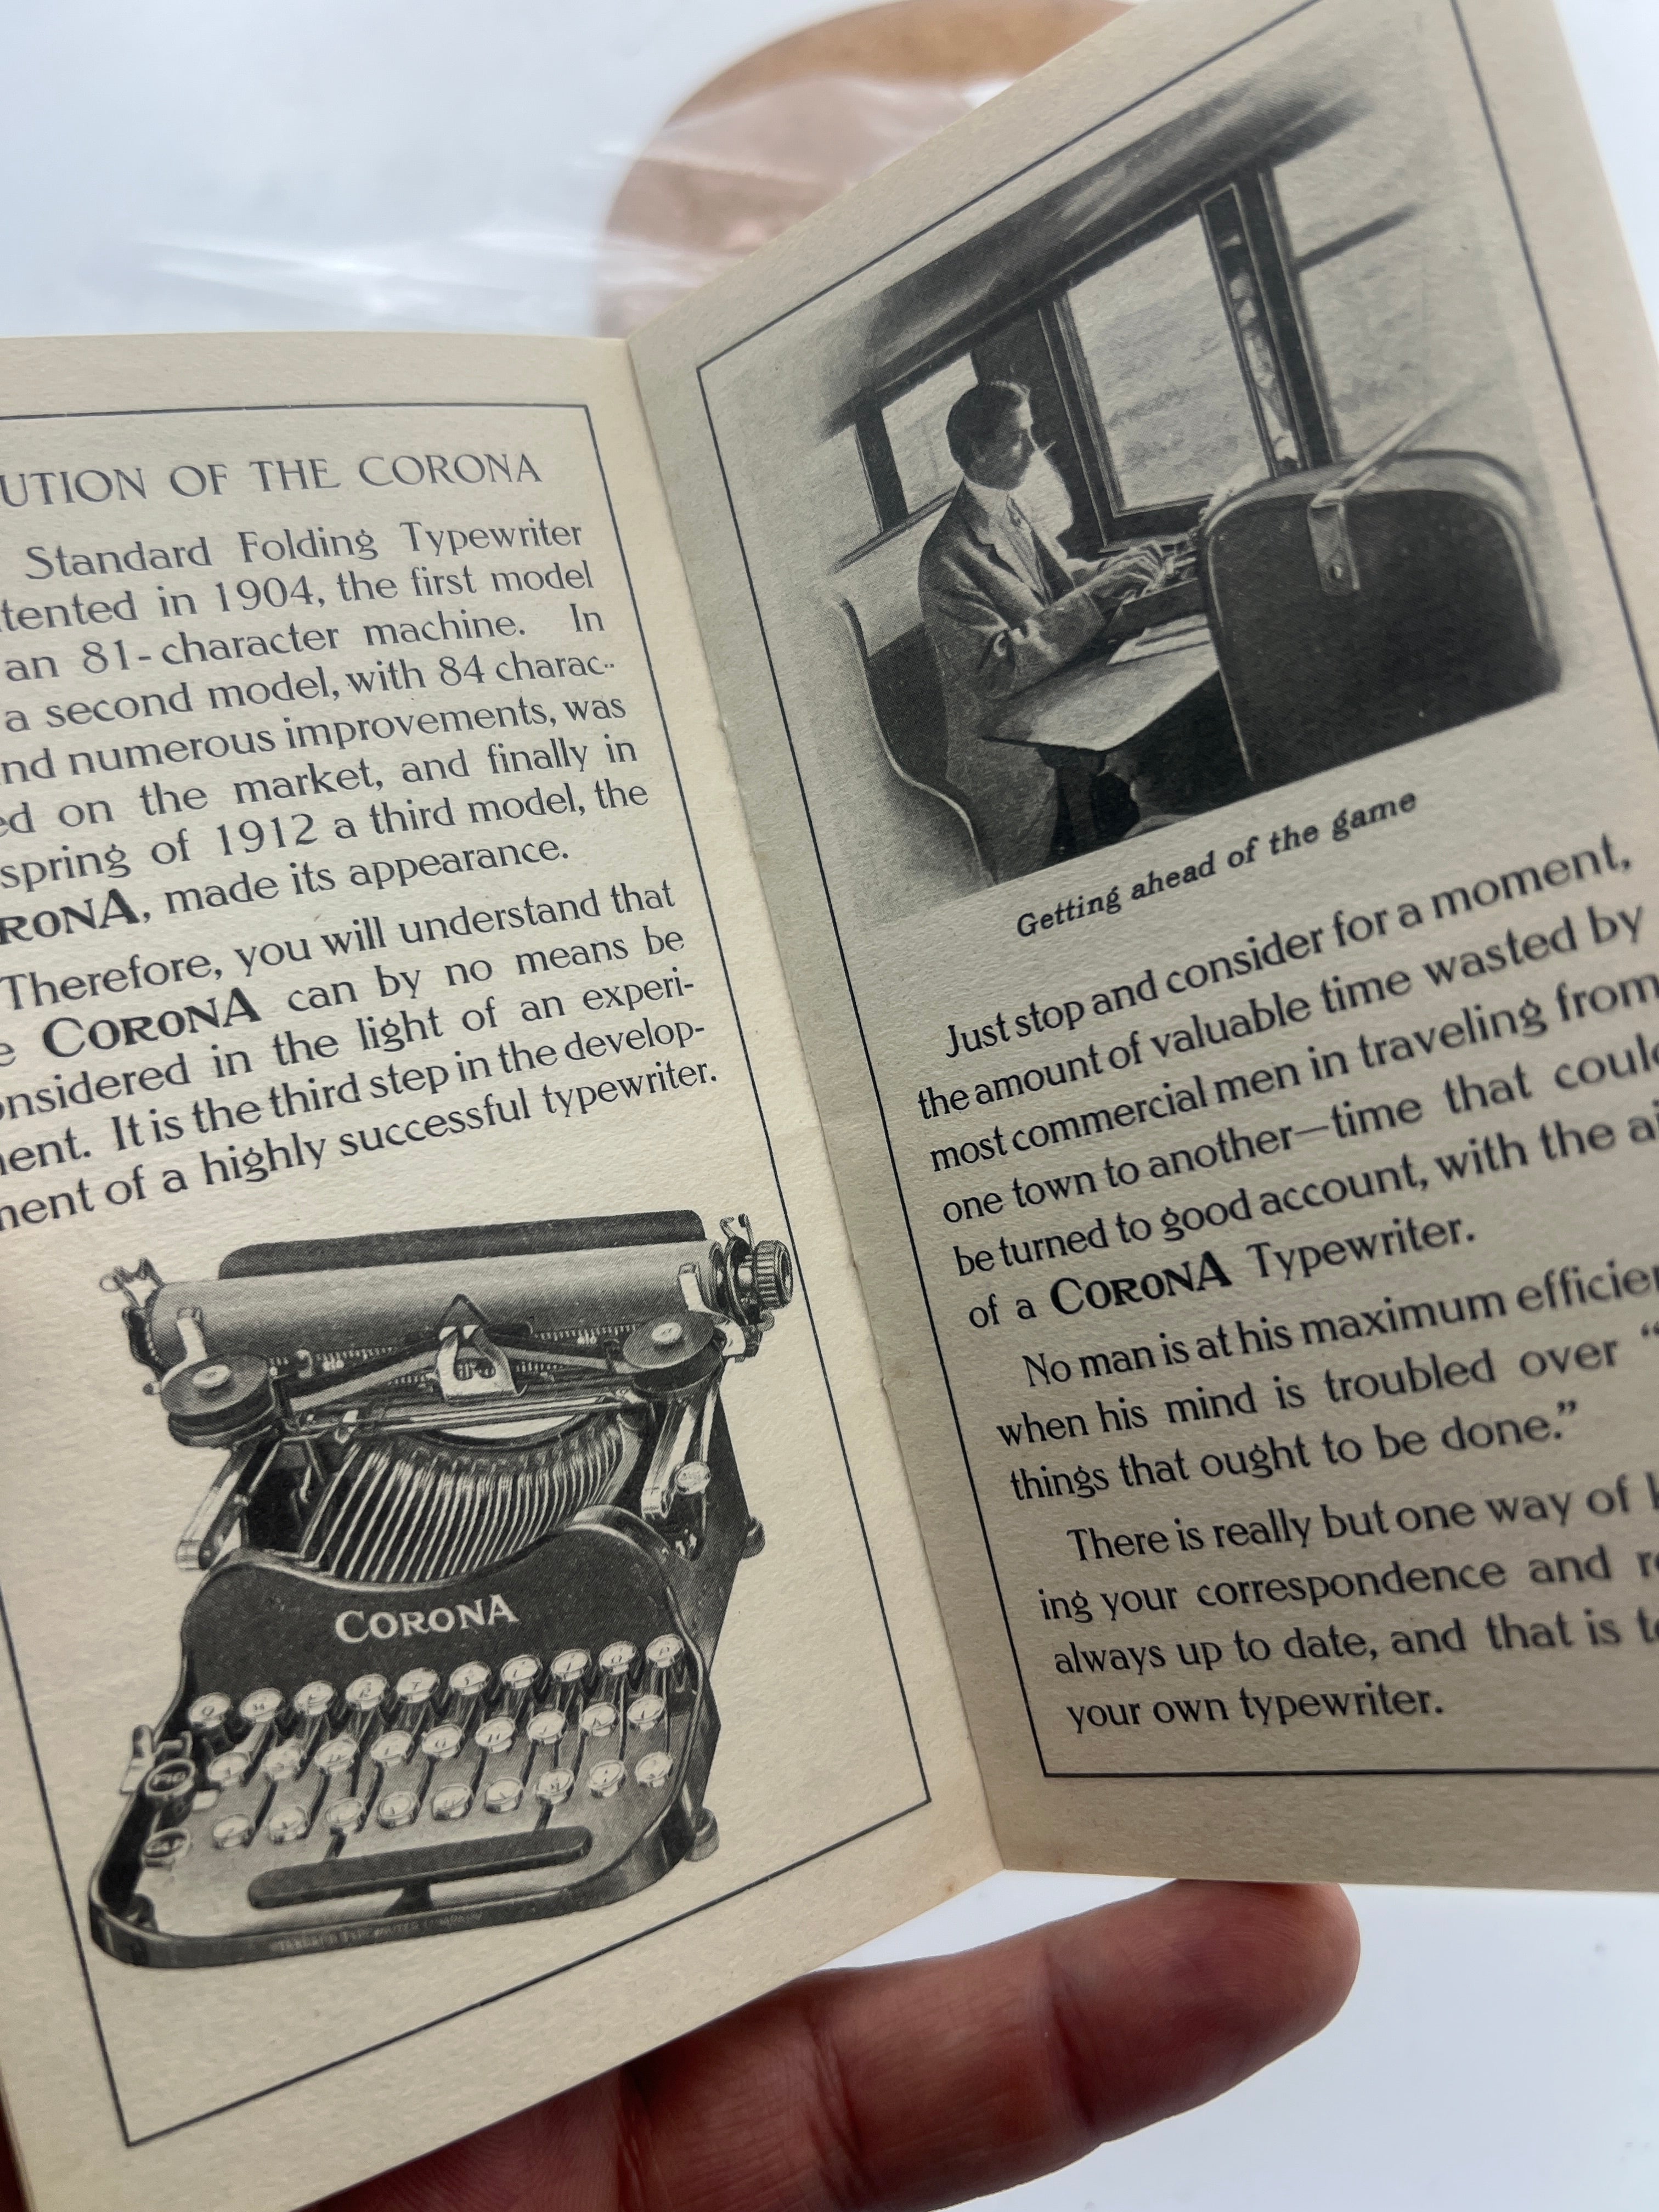 UTION OF THE CORONA
Standard Folding Typewriter
tented in 1904, the first model
an 81-character machine. In
a second model, with 84 charac-
nd numerous improvements, was
ed on the market, and finally in
spring of 1912 a third model, the
RONA, made its appearance.
Therefore, you will understand that
e CORONA can by no means be
onsidered in the light of an experi-
ent. It is the third step in the develop-
ment of a highly successful typewriter.
CORONA
STANDARD TYPEWRITER COMPANY
Getting ahead of the game
Just stop and consider for a moment,
the amount of valuable time wasted by
most commercial men in traveling from
one town to another—time that coul
be turned to good account, with the ai
of a CORONA Typewriter.
No man is at his maximum efficien
when his mind is troubled over “
things that ought to be done.”
There is really but one way of k
ing your correspondence and re
always up to date, and that is to
your own typewriter.